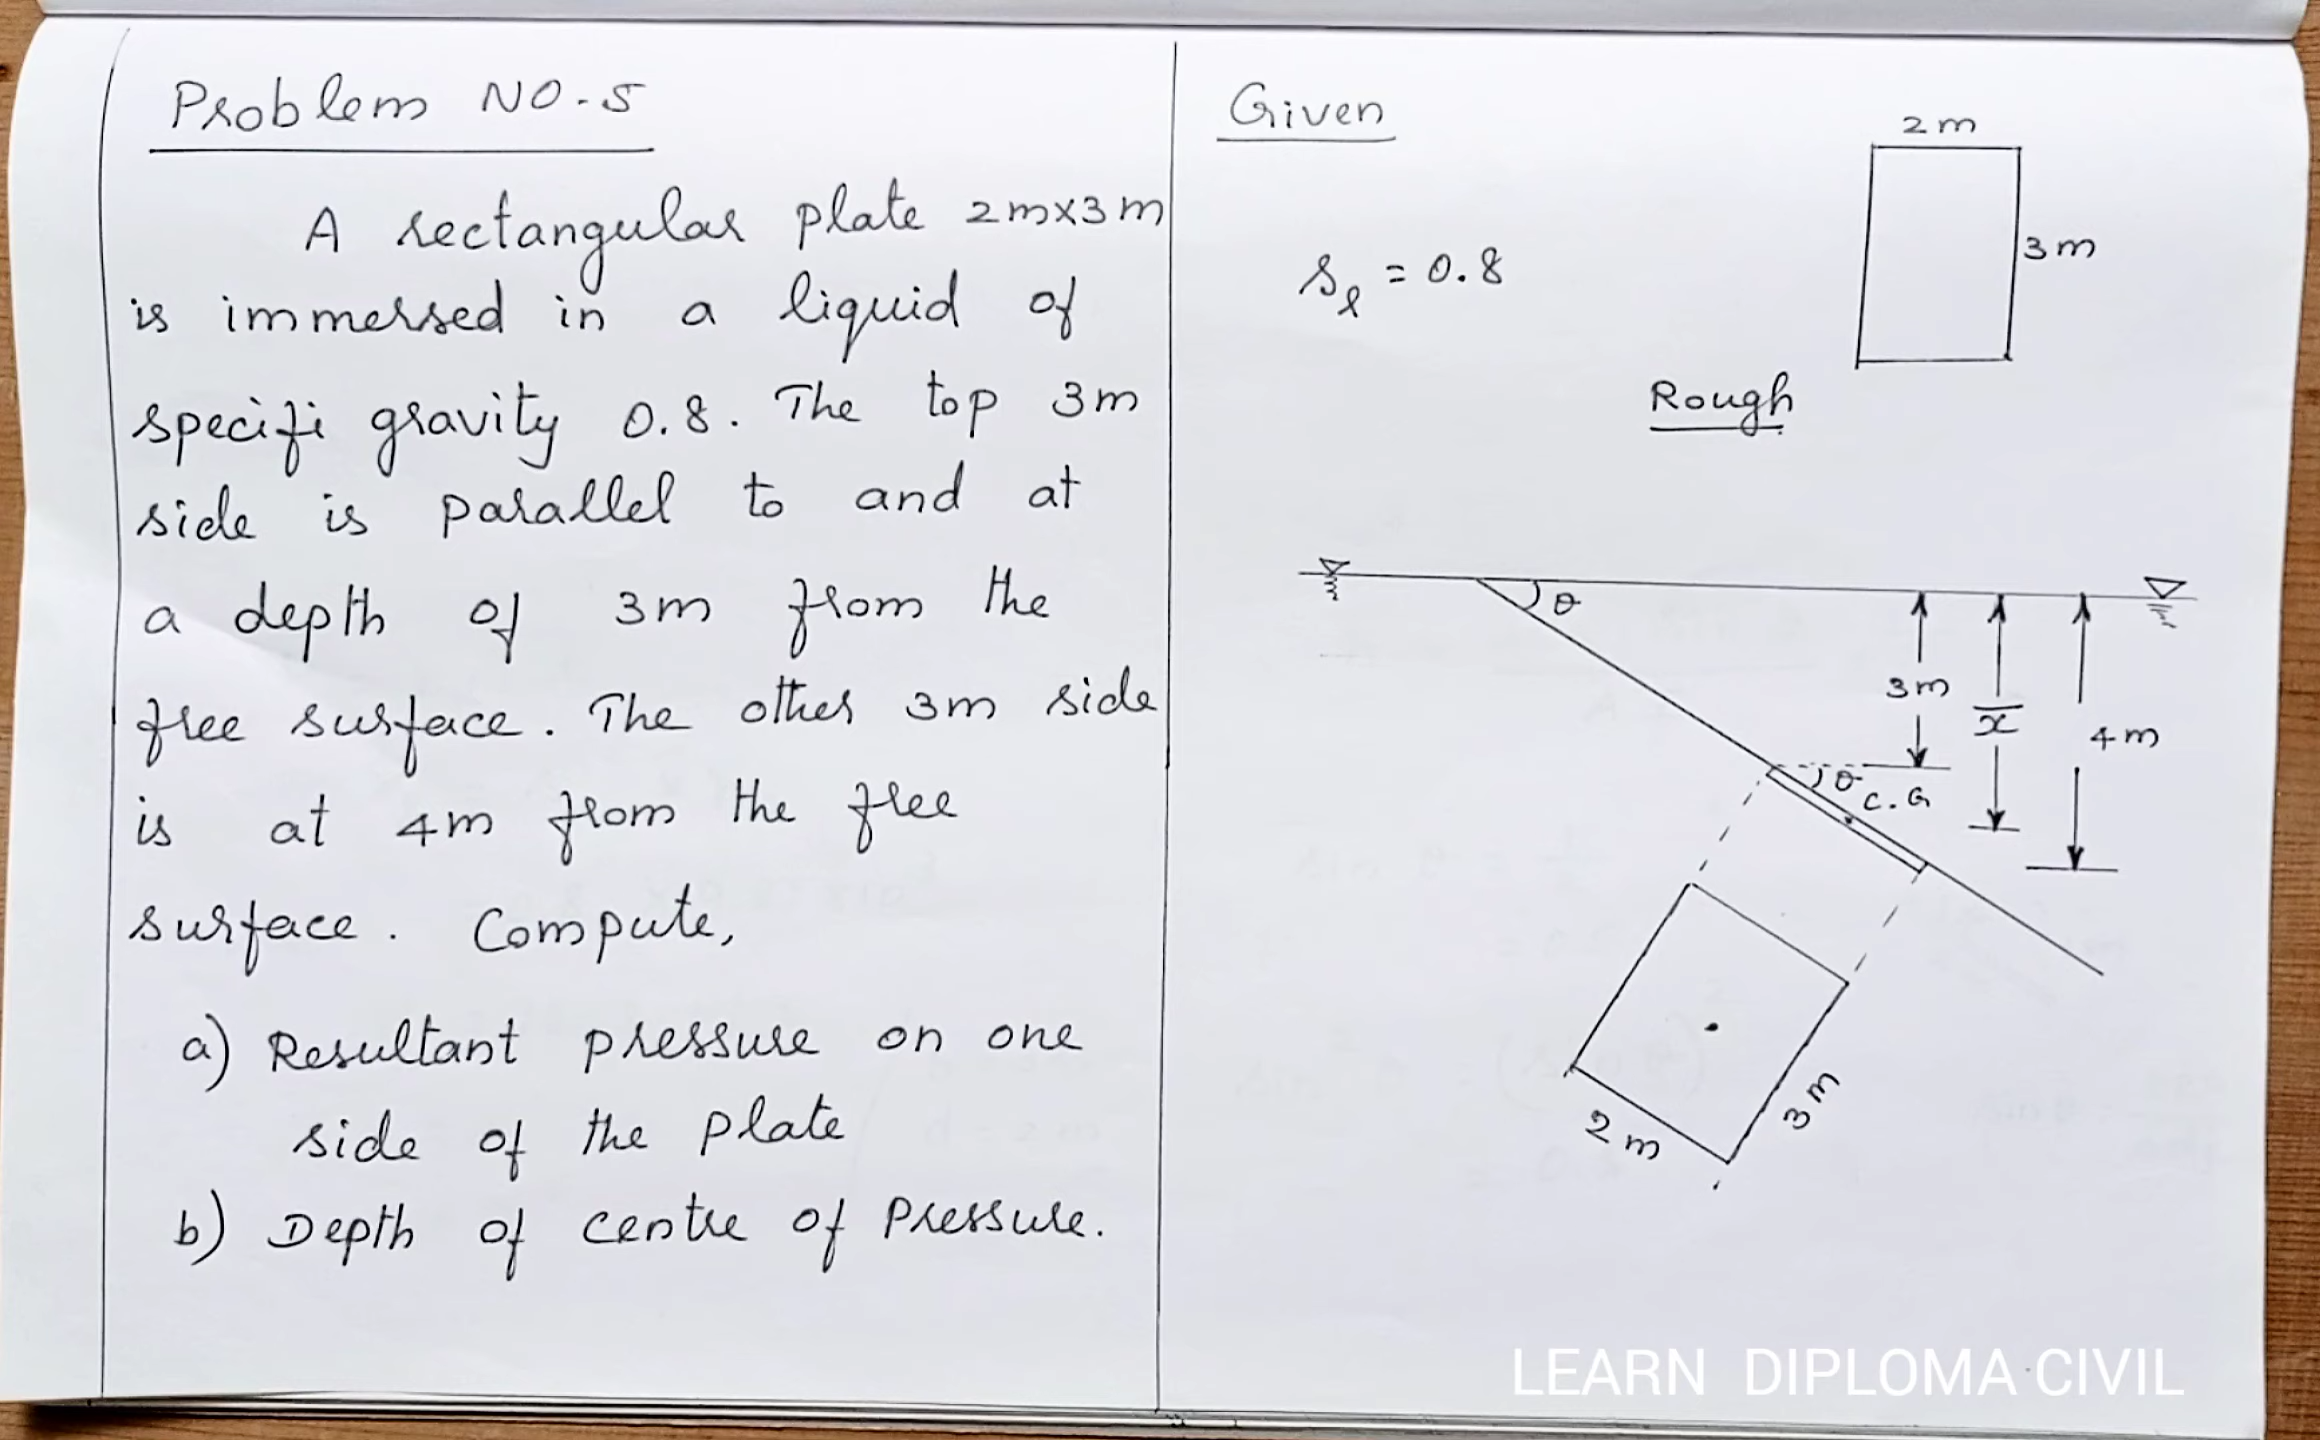 Problem NO-5
A rectangular plate 2mx3m
is immersed in a liquid of
specifi gravity 0.8. The top 3m
side is parallel to and at
a depth of 3m from the
free surface. The other 3m side
is at 4m from the free
surface. Compute,
a) Resultant pressure on one
side of the plate
b) Depth of centre of pressure.
Given
2m
3m
S_l = 0.8
Rough
θ
3m
x̄
4m
θ
C.G
2m
3m
LEARN DIPLOMA CIVIL